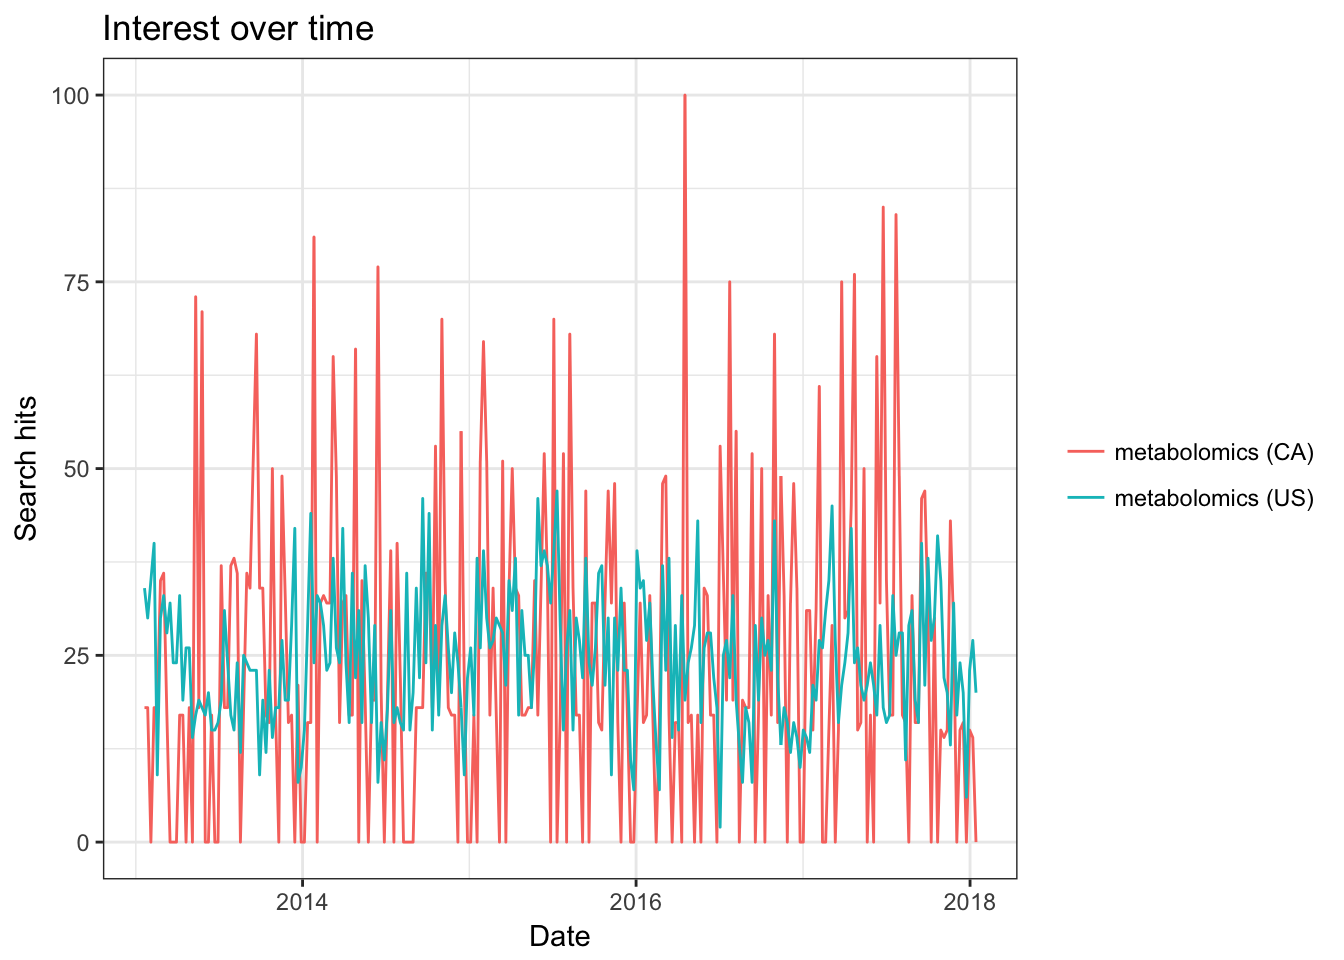 Interest over time
100
75
50
25
0
Search hits
2014
2016
2018
Date
metabolomics (CA)
metabolomics (US)